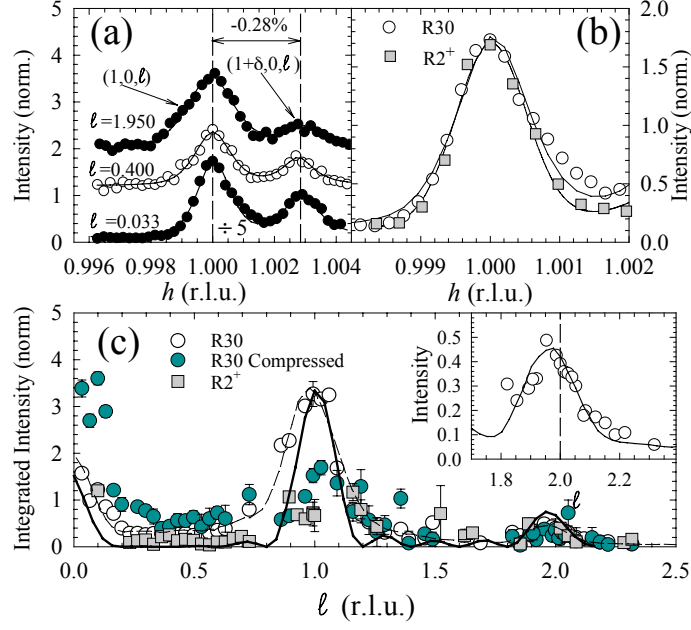 (a)
-0.28%
(1,0,ℓ)
(1+δ,0,ℓ)
ℓ=1.950
ℓ=0.400
ℓ=0.033
÷5
Intensity (norm.)
5
4
3
2
1
0
0.996 0.998 1.000 1.002 1.004
h (r.l.u.)
(b)
R30
R2+
2.0
1.5
1.0
0.5
0.0
Intensity (norm.)
0.999 1.000 1.001 1.002
h (r.l.u.)
(c)
R30
R30 Compressed
R2+
Integrated Intensity (norm.)
5
4
3
2
1
0
0.0 0.5 1.0 1.5 2.0 2.5
ℓ (r.l.u.)
Intensity
0.5
0.4
0.3
0.2
0.1
0.0
1.8 2.0 2.2
ℓ